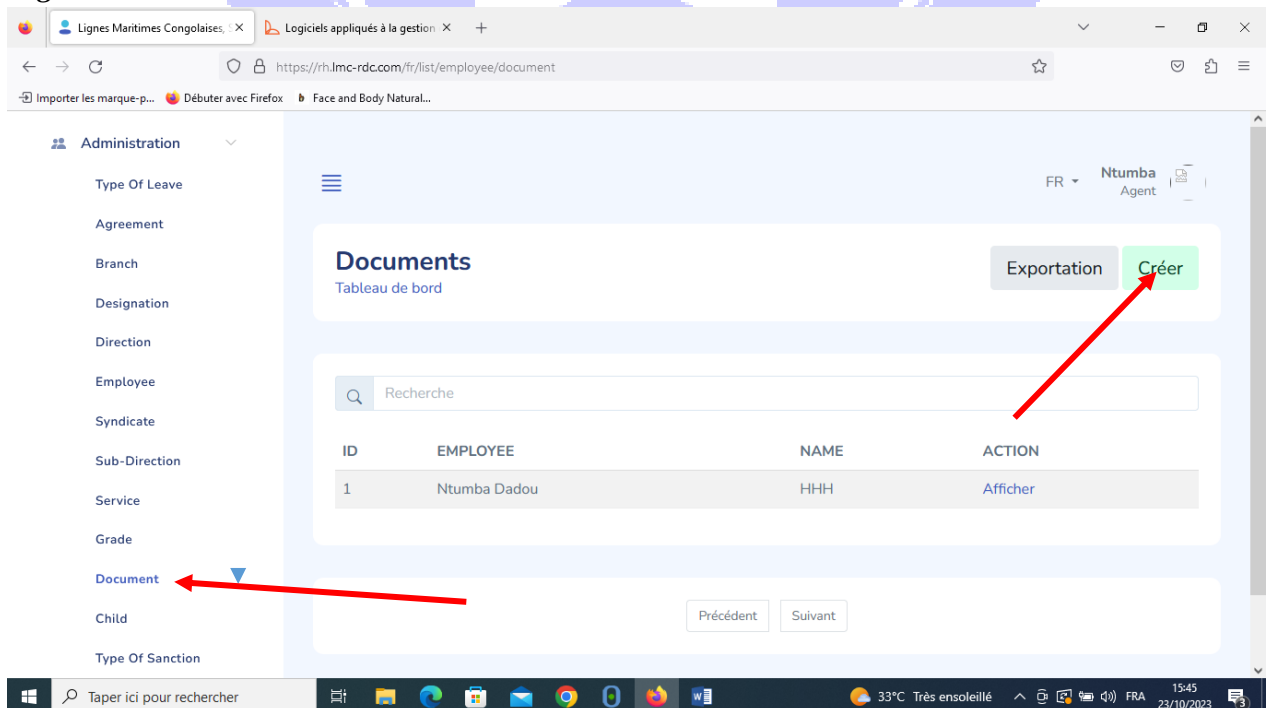 Lignes Maritimes Congolaises, S
Logiciels appliqués à la gestion
https://rh.lmc-rdc.com/fr/list/employee/document
Importer les marque-p...
Débuter avec Firefox
Face and Body Natural...
Administration
Type Of Leave
Agreement
Branch
Designation
Direction
Employee
Syndicate
Sub-Direction
Service
Grade
Document
Child
Type Of Sanction
FR
Ntumba
Agent
Documents
Tableau de bord
Exportation
Créer
Recherche
ID EMPLOYEE NAME ACTION
1 Ntumba Dadou HHH Afficher
Précédent Suivant
Taper ici pour rechercher
33°C Très ensoleillé
FRA
15:45
23/10/2023